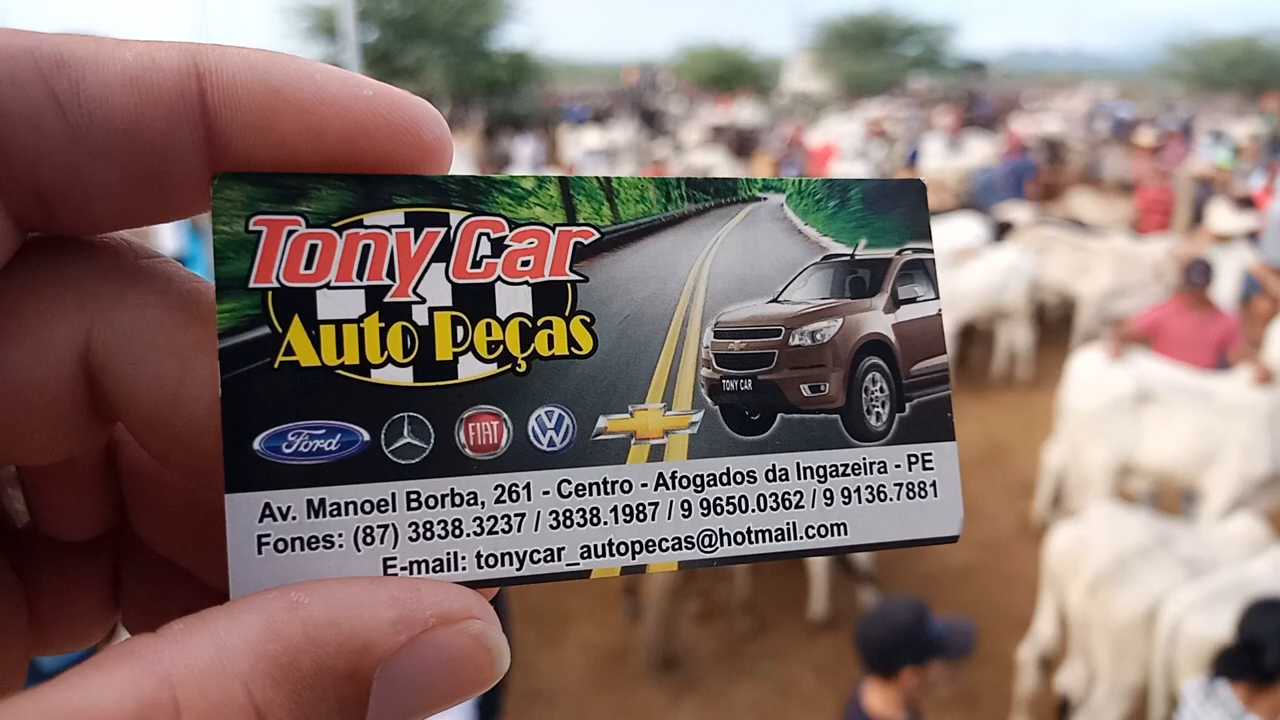 Tony Car
Auto Peças
Ford
FIAT
TONY CAR
Av. Manoel Borba, 261 - Centro - Afogados da Ingazeira - PE
Fones: (87) 3838.3237 / 3838.1987 / 9 9650.0362 / 9 9136.7881
E-mail: tonycar_autopecas@hotmail.com